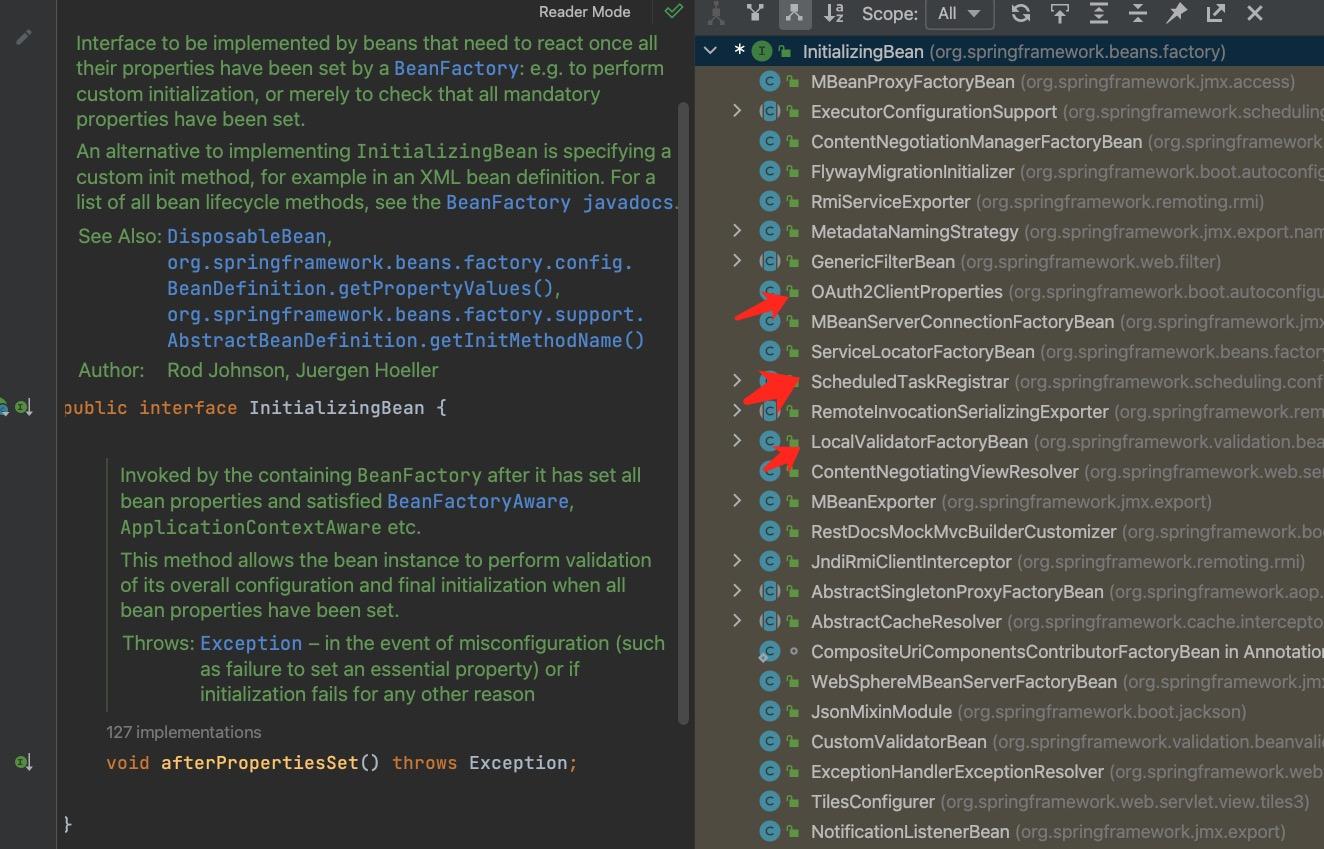 Reader Mode
Interface to be implemented by beans that need to react once all
their properties have been set by a BeanFactory: e.g. to perform
custom initialization, or merely to check that all mandatory
properties have been set.
An alternative to implementing InitializingBean is specifying a
custom init method, for example in an XML bean definition. For a
list of all bean lifecycle methods, see the BeanFactory javadocs.
See Also: DisposableBean,
org.springframework.beans.factory.config.
BeanDefinition.getPropertyValues(),
org.springframework.beans.factory.support.
AbstractBeanDefinition.getInitMethodName()
Author: Rod Johnson, Juergen Hoeller
public interface InitializingBean {
Invoked by the containing BeanFactory after it has set all
bean properties and satisfied BeanFactoryAware,
ApplicationContextAware etc.
This method allows the bean instance to perform validation
of its overall configuration and final initialization when all
bean properties have been set.
Throws: Exception – in the event of misconfiguration (such
as failure to set an essential property) or if
initialization fails for any other reason
127 implementations
void afterPropertiesSet() throws Exception;
}
Scope: All
* InitializingBean (org.springframework.beans.factory)
MBeanProxyFactoryBean (org.springframework.jmx.access)
ExecutorConfigurationSupport (org.springframework.scheduling
ContentNegotiationManagerFactoryBean (org.springframework
FlywayMigrationInitializer (org.springframework.boot.autoconfig
RmiServiceExporter (org.springframework.remoting.rmi)
MetadataNamingStrategy (org.springframework.jmx.export.nam
GenericFilterBean (org.springframework.web.filter)
OAuth2ClientProperties (org.springframework.boot.autoconfigu
MBeanServerConnectionFactoryBean (org.springframework.jmx
ServiceLocatorFactoryBean (org.springframework.beans.factory
ScheduledTaskRegistrar (org.springframework.scheduling.conf
RemoteInvocationSerializingExporter (org.springframework.rem
LocalValidatorFactoryBean (org.springframework.validation.bea
ContentNegotiatingViewResolver (org.springframework.web.se
MBeanExporter (org.springframework.jmx.export)
RestDocsMockMvcBuilderCustomizer (org.springframework.bo
JndiRmiClientInterceptor (org.springframework.remoting.rmi)
AbstractSingletonProxyFactoryBean (org.springframework.aop.
AbstractCacheResolver (org.springframework.cache.intercepto
CompositeUriComponentsContributorFactoryBean in Annotation
WebSphereMBeanServerFactoryBean (org.springframework.jmx
JsonMixinModule (org.springframework.boot.jackson)
CustomValidatorBean (org.springframework.validation.beanvalid
ExceptionHandlerExceptionResolver (org.springframework.web
TilesConfigurer (org.springframework.web.servlet.view.tiles3)
NotificationListenerBean (org.springframework.jmx.export)